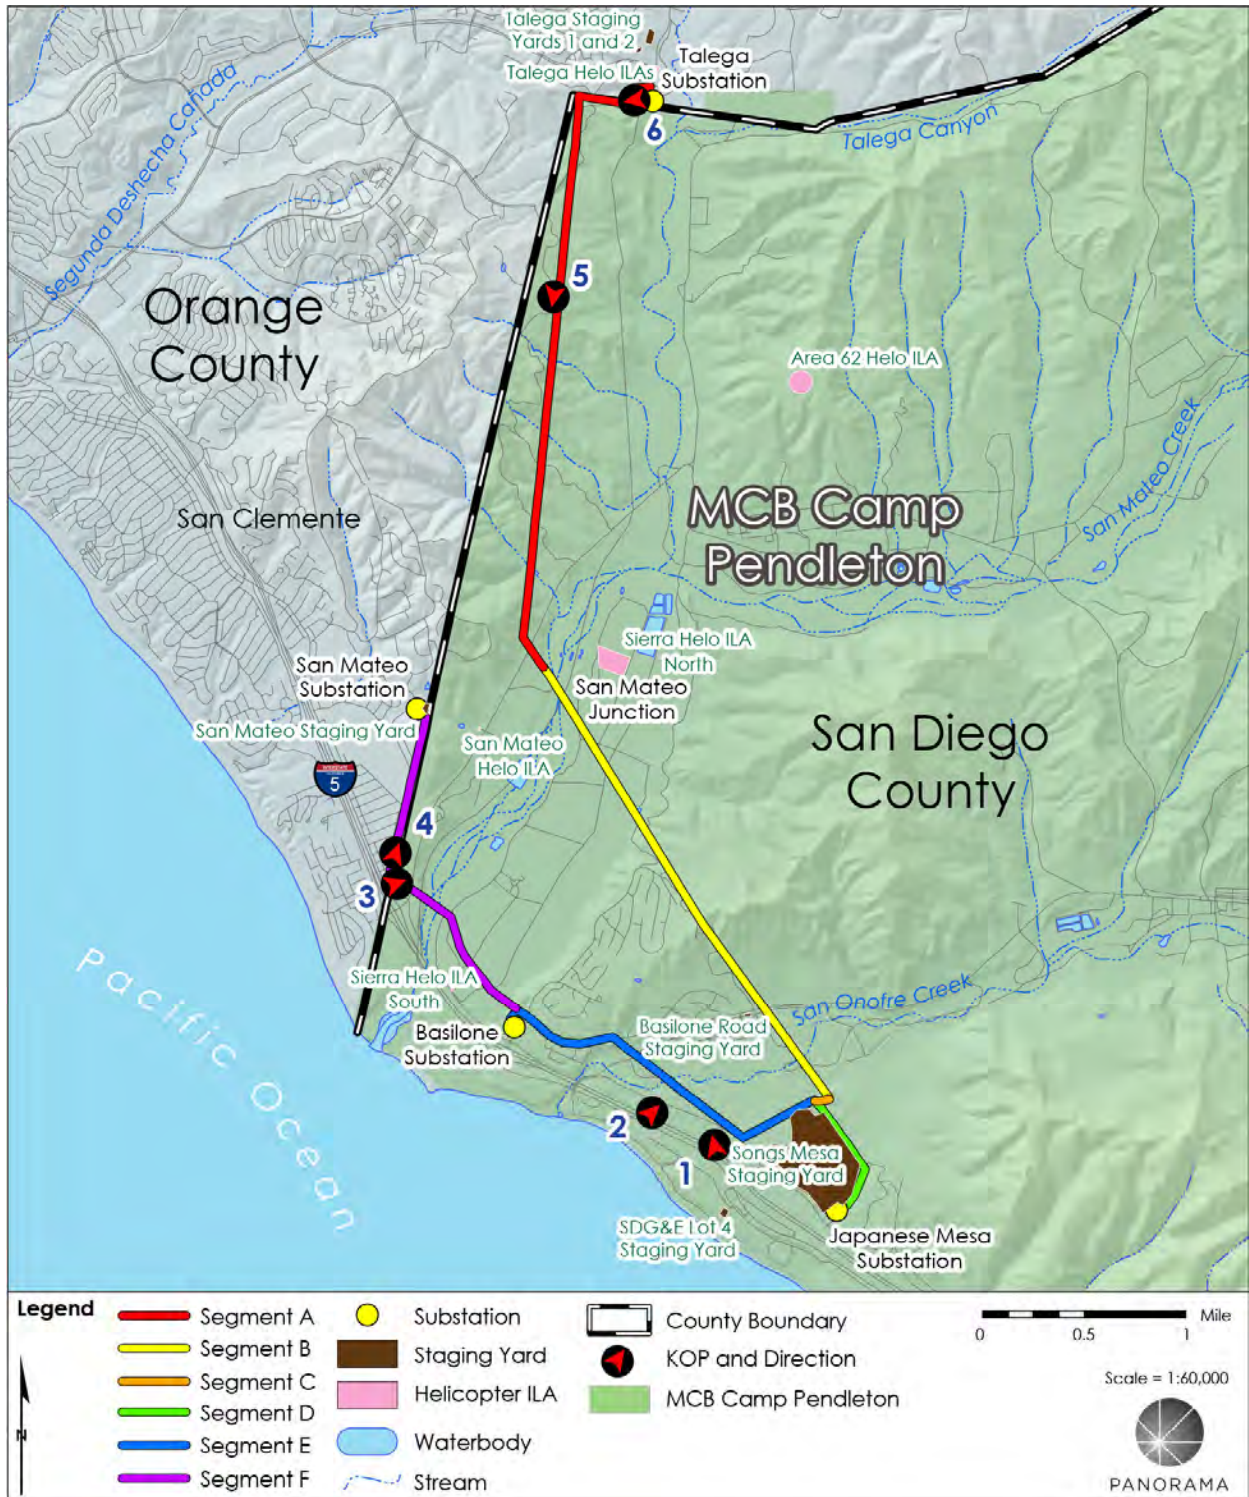 Talega Staging
Yards 1 and 2
Talega Helo ILAs
Talega
Substation
6
Talega Canyon
Segunda Deshecha Cañada
5
Orange
County
Area 62 Helo ILA
San Mateo Creek
MCB Camp
Pendleton
San Clemente
Sierra Helo ILA
North
San Mateo
Substation
San Mateo
Junction
San Mateo Staging Yard
San Mateo
Helo ILA
San Diego
County
5
4
3
Pacific Ocean
Sierra Helo ILA
South
San Onofre Creek
Basilone
Substation
Basilone Road
Staging Yard
2
1
Songs Mesa
Staging Yard
SDG&E Lot 4
Staging Yard
Japanese Mesa
Substation
Legend
Segment A
Segment B
Segment C
Segment D
Segment E
Segment F
Substation
Staging Yard
Helicopter ILA
Waterbody
Stream
County Boundary
KOP and Direction
MCB Camp Pendleton
Mile
0 0.5 1
Scale = 1:60,000
N
PANORAMA